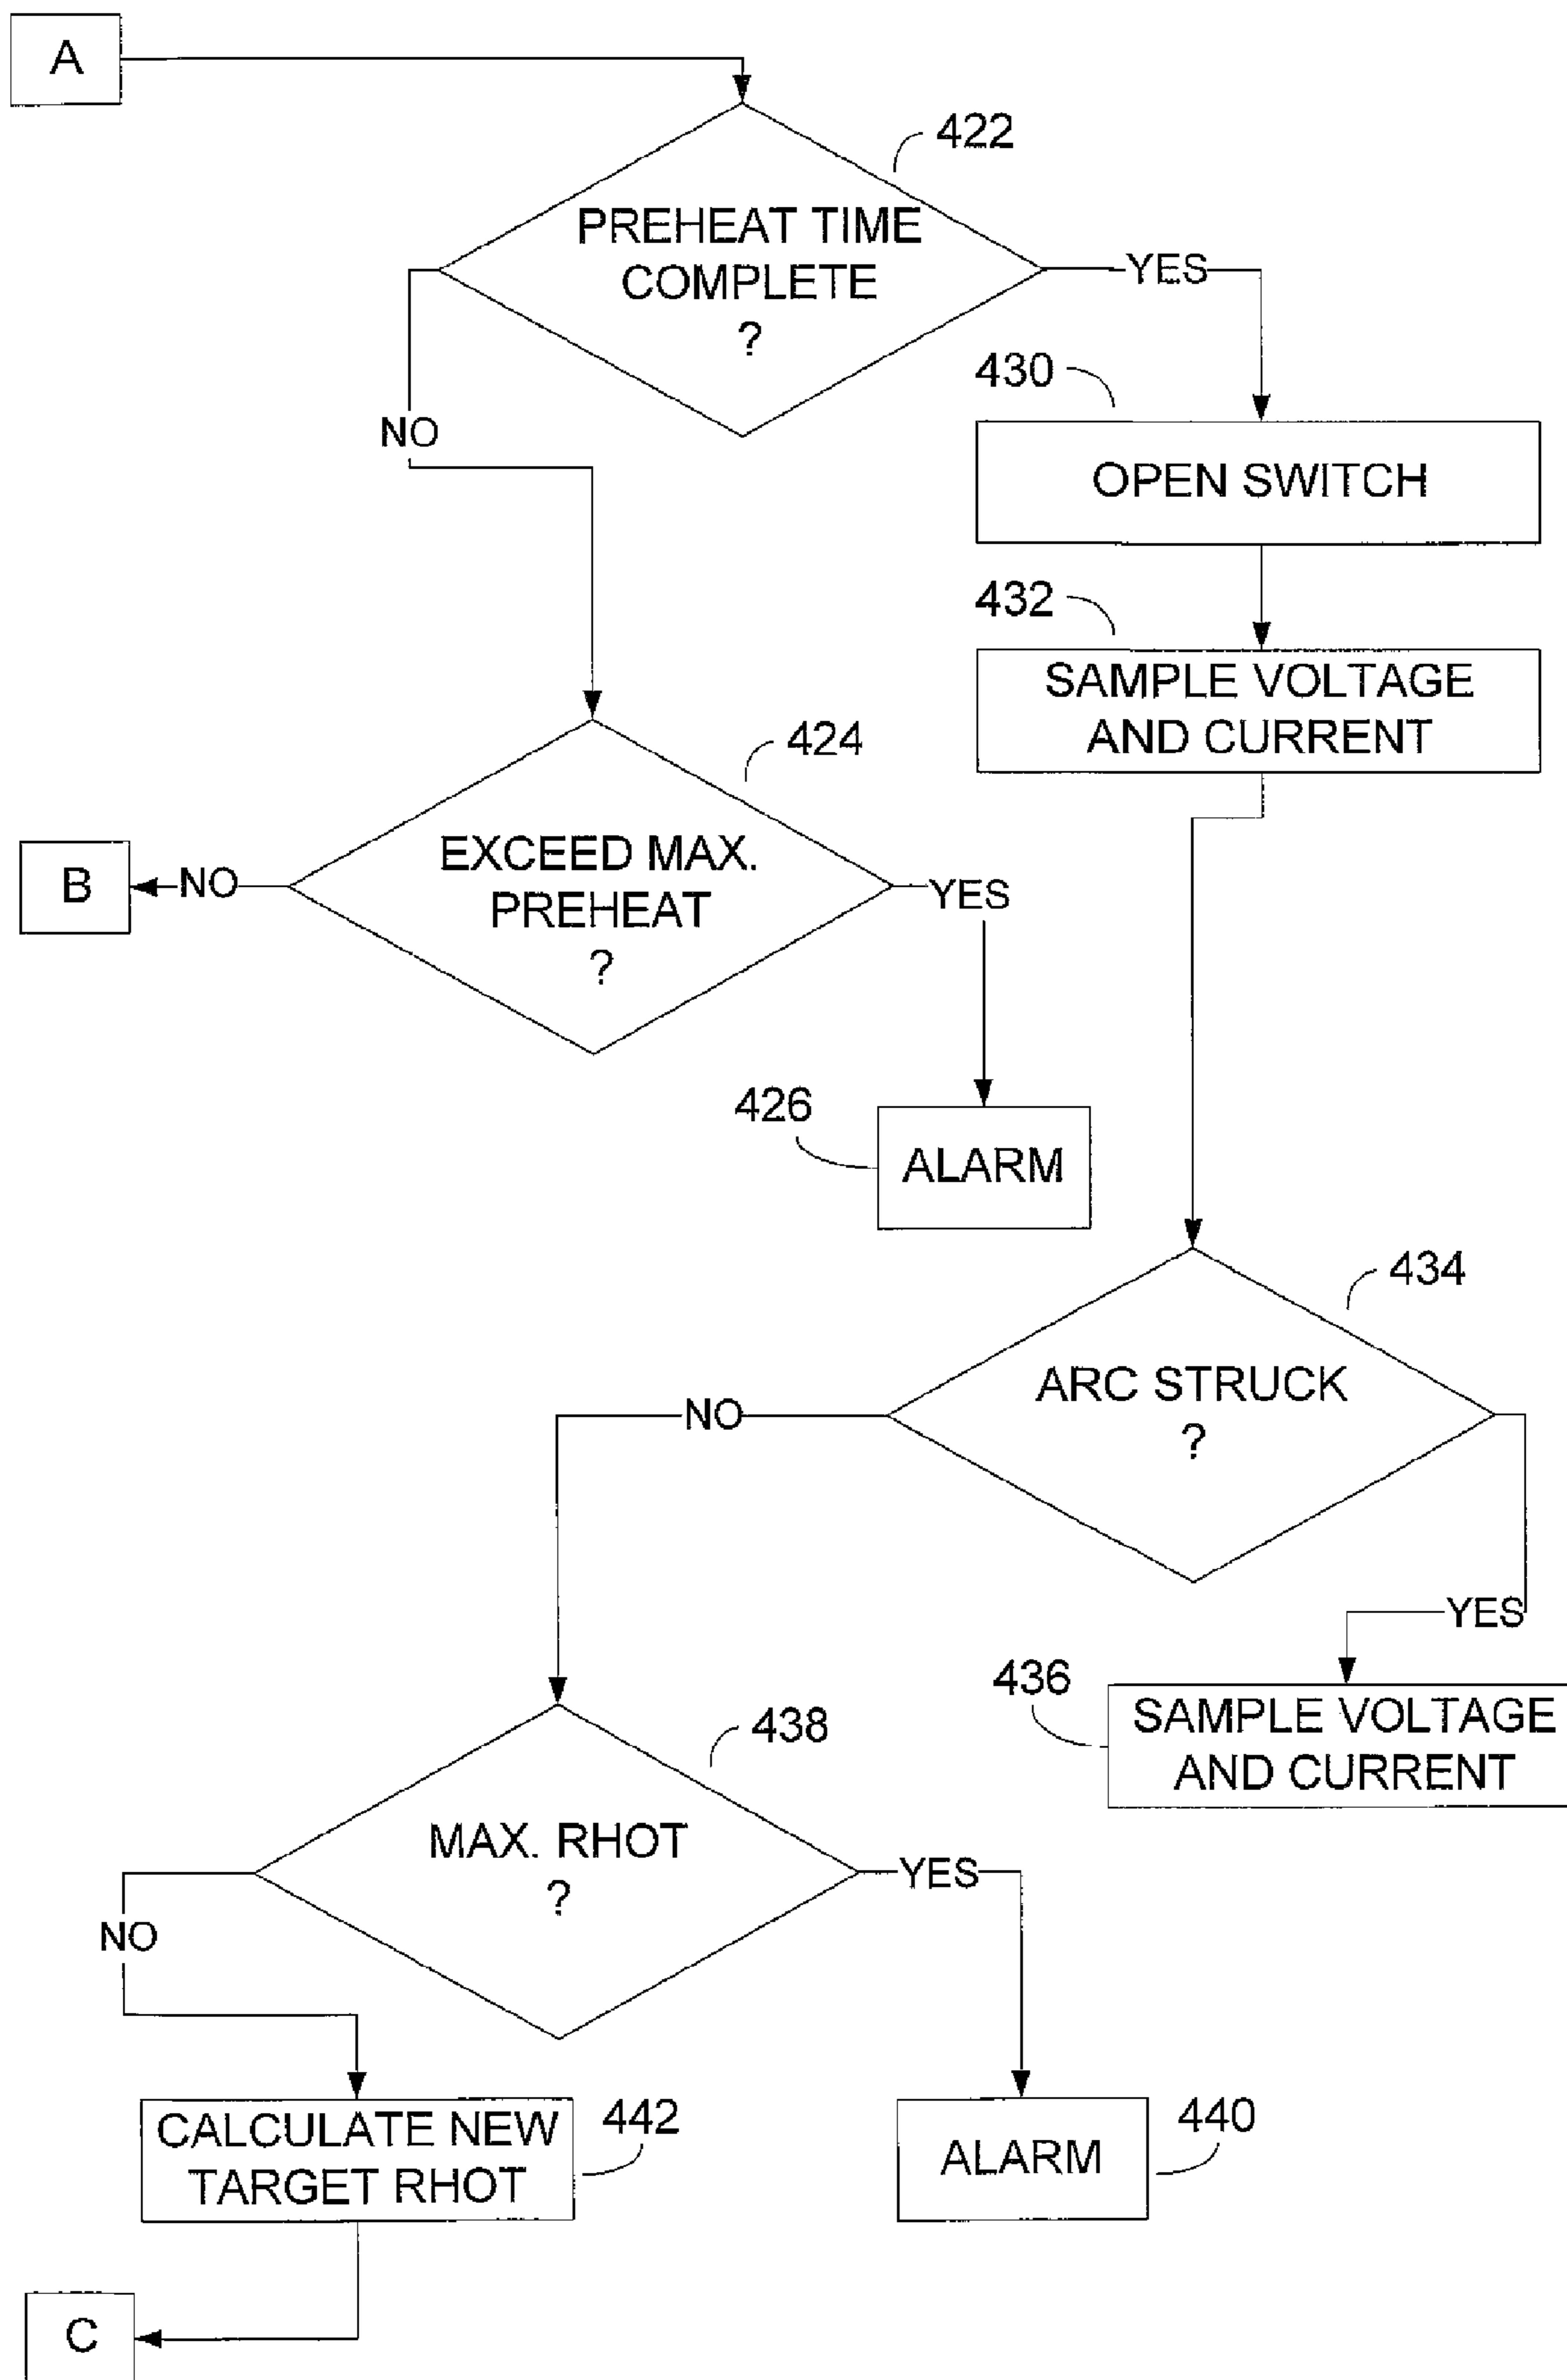 A
422
PREHEAT TIME
COMPLETE
?
YES
NO
430
OPEN SWITCH
432
SAMPLE VOLTAGE
AND CURRENT
424
EXCEED MAX.
PREHEAT
?
B
NO
YES
426
ALARM
434
ARC STRUCK
?
NO
YES
436
SAMPLE VOLTAGE
AND CURRENT
438
MAX. RHOT
?
YES
NO
CALCULATE NEW
TARGET RHOT
442
ALARM
440
C